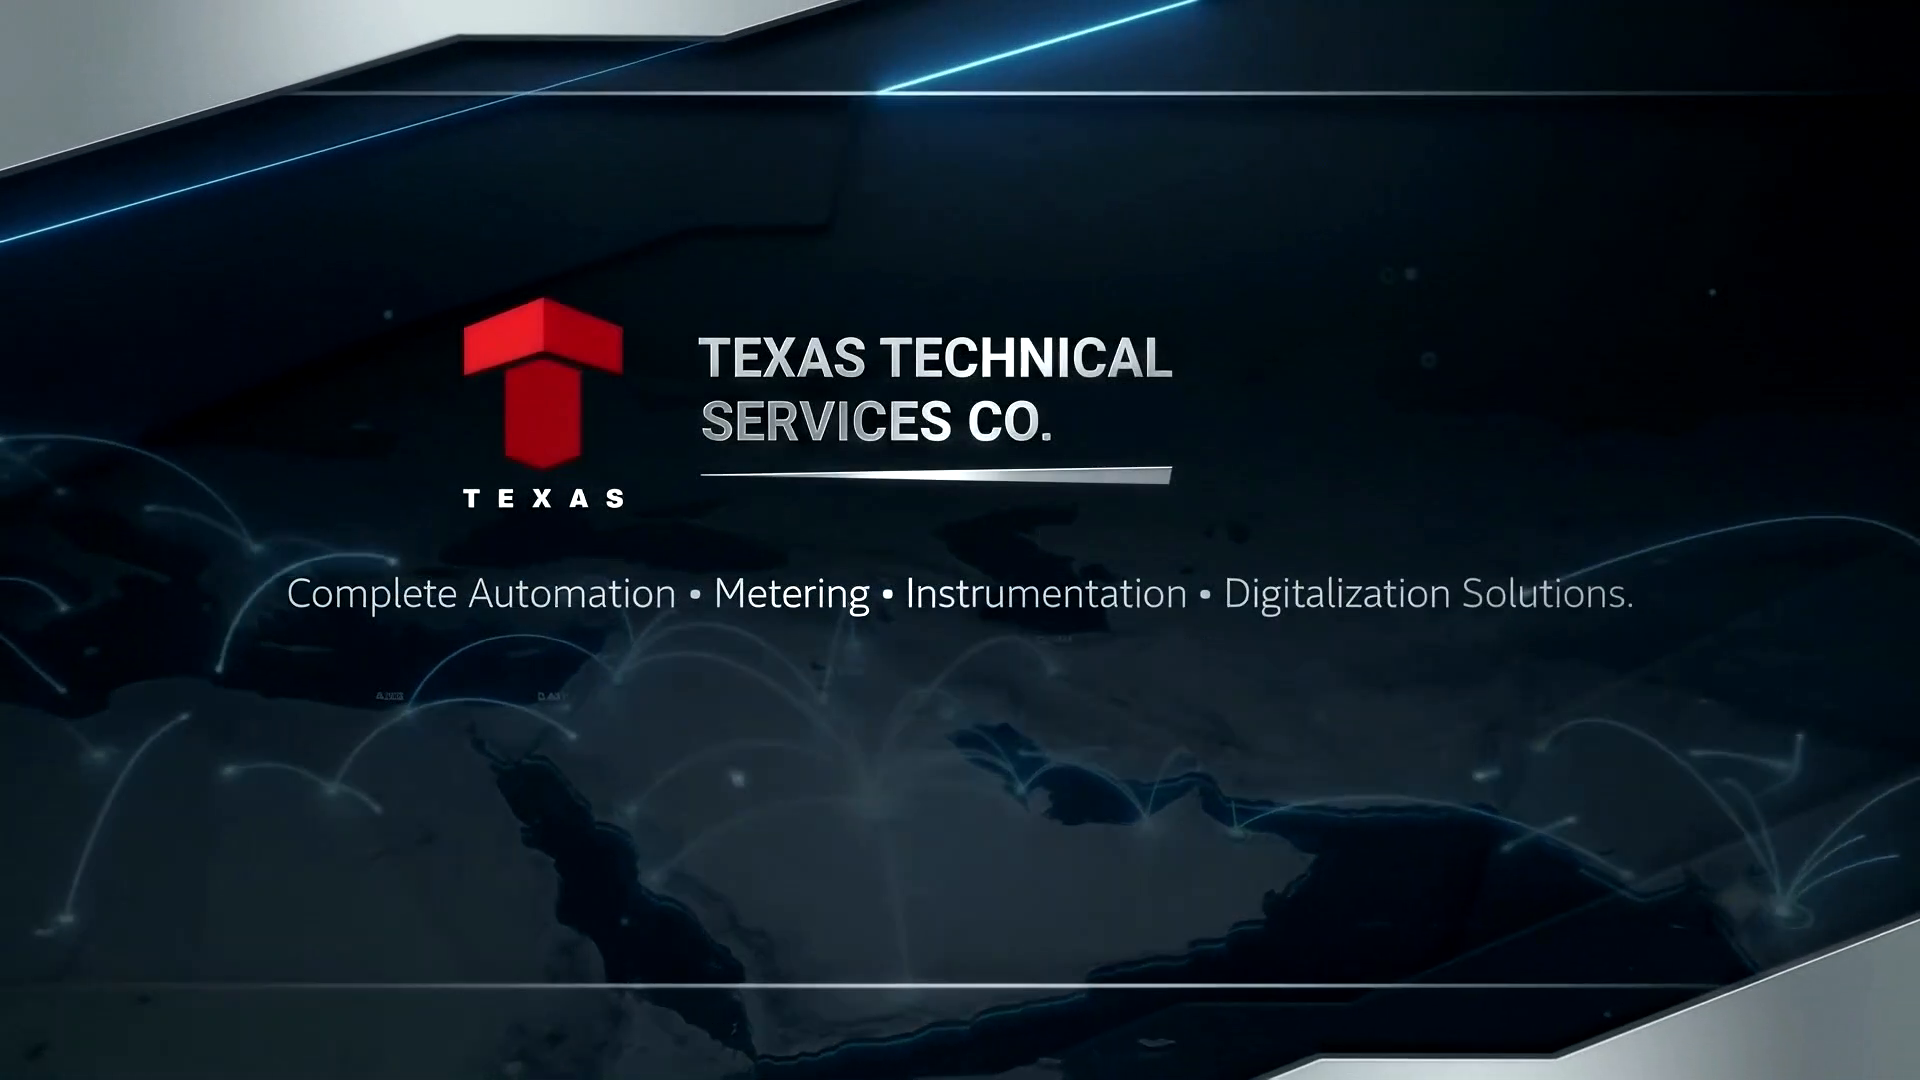 TEXAS TECHNICAL
SERVICES CO.
TEXAS
Complete Automation • Metering • Instrumentation • Digitalization Solutions.